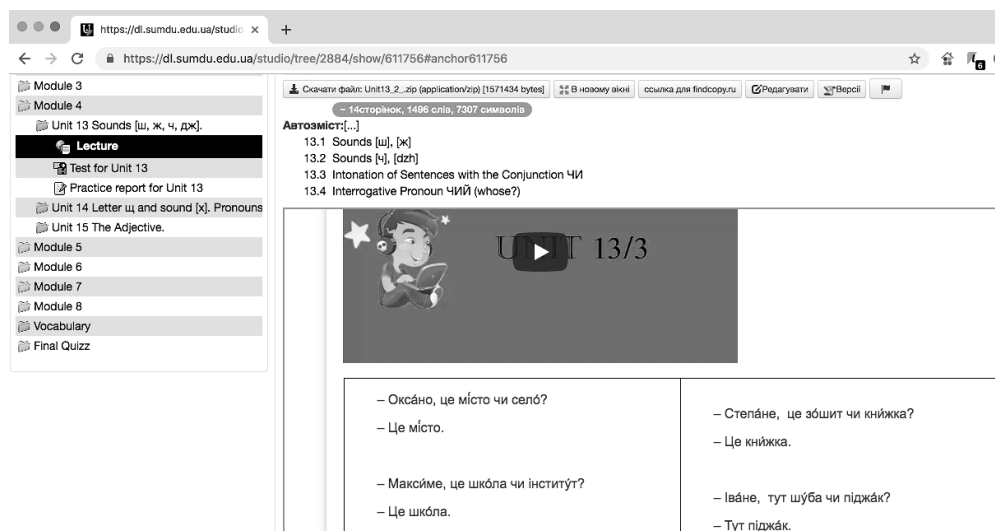 https://dl.sumdu.edu.ua/studio
https://dl.sumdu.edu.ua/studio/tree/2884/show/611756#anchor611756
6
Module 3
Module 4
Unit 13 Sounds [ш, ж, ч, дж].
Lecture
Test for Unit 13
Practice report for Unit 13
Unit 14 Letter щ and sound [х]. Pronouns
Unit 15 The Adjective.
Module 5
Module 6
Module 7
Module 8
Vocabulary
Final Quizz
Скачати файл: Unit13_2_.zip (application/zip) [1571434 bytes]
В новому вікні
ссылка для findcopy.ru
Редагувати
Версії
~ 14сторінок, 1496 слів, 7307 символів
Автозміст:[...]
13.1 Sounds [ш], [ж]
13.2 Sounds [ч], [dzh]
13.3 Intonation of Sentences with the Conjunction ЧИ
13.4 Interrogative Pronoun ЧИЙ (whose?)
UNIT 13/3
– Окса́но, це мі́сто чи село́?
– Це мі́сто.
– Макси́ме, це шко́ла чи інститу́т?
– Це шко́ла.
– Степа́не, це зо́шит чи кни́жка?
– Це кни́жка.
– Іва́не, тут шу́ба чи піджа́к?
– Тут піджа́к.